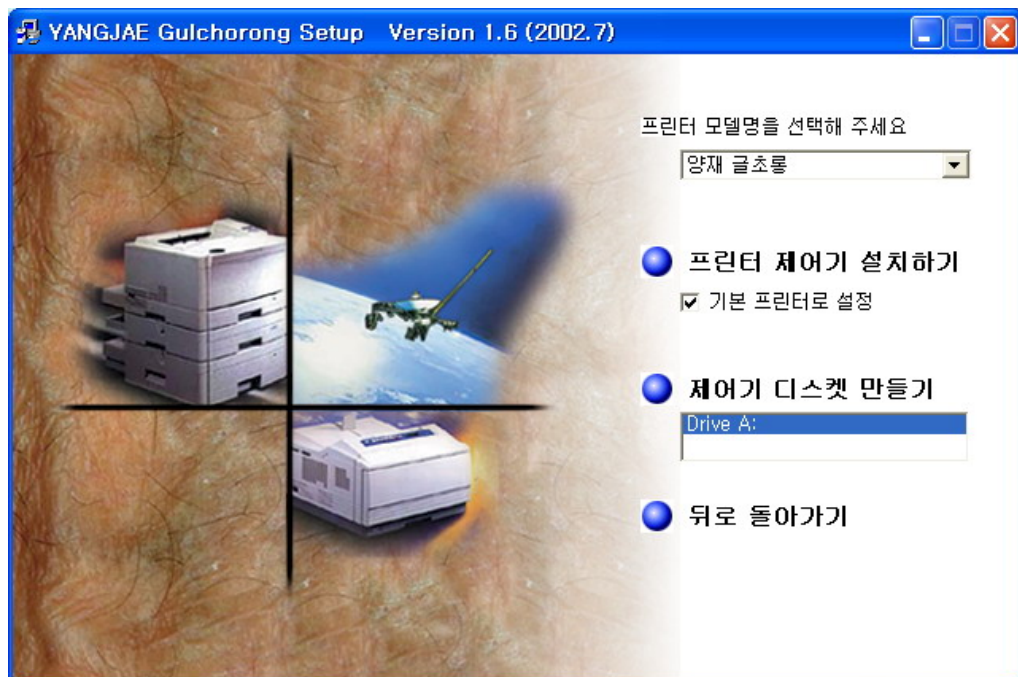 YANGJAE Gulchorong Setup Version 1.6 (2002.7)
프린터 모델명을 선택해 주세요
양재 글초롱
프린터 제어기 설치하기
기본 프린터로 설정
제어기 디스켓 만들기
Drive A:
뒤로 돌아가기